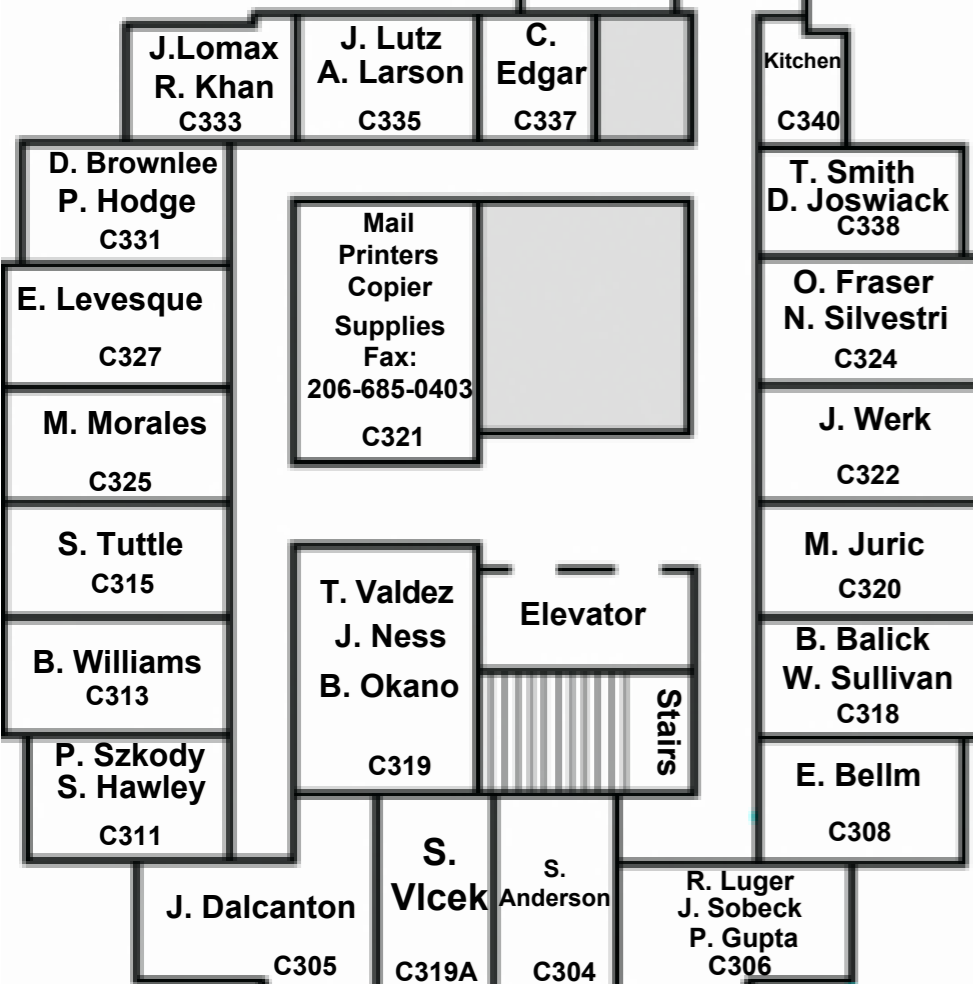 J.Lomax
R. Khan
C333
J. Lutz
A. Larson
C335
C.
Edgar
C337
Kitchen
C340
D. Brownlee
P. Hodge
C331
Mail
Printers
Copier
Supplies
Fax:
206-685-0403
C321
T. Smith
D. Joswiack
C338
E. Levesque
C327
O. Fraser
N. Silvestri
C324
M. Morales
C325
J. Werk
C322
S. Tuttle
C315
T. Valdez
J. Ness
B. Okano
C319
Elevator
Stairs
M. Juric
C320
B. Williams
C313
B. Balick
W. Sullivan
C318
P. Szkody
S. Hawley
C311
E. Bellm
C308
J. Dalcanton
C305
S.
Vlcek
C319A
S.
Anderson
C304
R. Luger
J. Sobeck
P. Gupta
C306